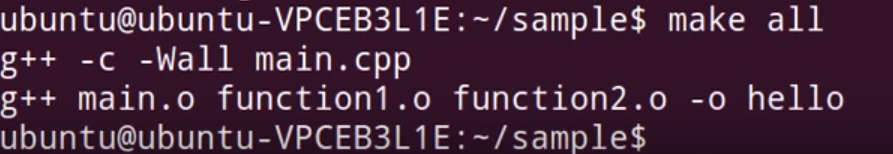 ubuntu@ubuntu-VPCEB3L1E:~/sample$ make all
g++ -c -Wall main.cpp
g++ main.o function1.o function2.o -o hello
ubuntu@ubuntu-VPCEB3L1E:~/sample$